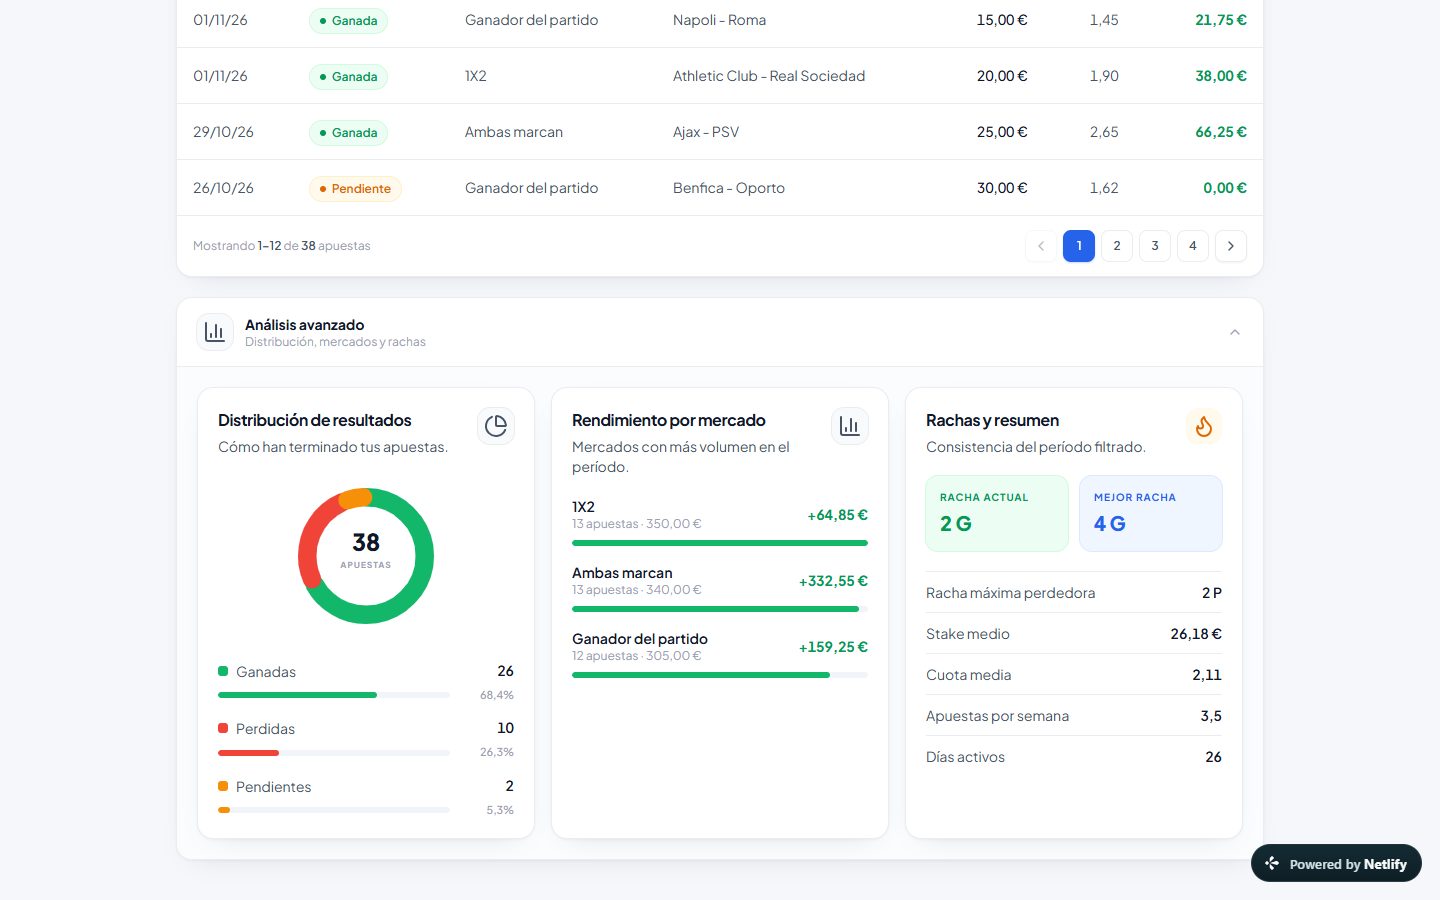 01/11/26 Ganada Ganador del partido Napoli - Roma 15,00 € 1,45 21,75 €
01/11/26 Ganada 1X2 Athletic Club - Real Sociedad 20,00 € 1,90 38,00 €
29/10/26 Ganada Ambas marcan Ajax - PSV 25,00 € 2,65 66,25 €
26/10/26 Pendiente Ganador del partido Benfica - Oporto 30,00 € 1,62 0,00 €
Mostrando 1–12 de 38 apuestas 1 2 3 4
Análisis avanzado
Distribución, mercados y rachas
Distribución de resultados
Cómo han terminado tus apuestas.
38
APUESTAS
Ganadas 26
68,4%
Perdidas 10
26,3%
Pendientes 2
5,3%
Rendimiento por mercado
Mercados con más volumen en el
período.
1X2 +64,85 €
13 apuestas · 350,00 €
Ambas marcan +332,55 €
13 apuestas · 340,00 €
Ganador del partido +159,25 €
12 apuestas · 305,00 €
Rachas y resumen
Consistencia del período filtrado.
RACHA ACTUAL
2 G
MEJOR RACHA
4 G
Racha máxima perdedora 2 P
Stake medio 26,18 €
Cuota media 2,11
Apuestas por semana 3,5
Días activos 26
Powered by Netlify